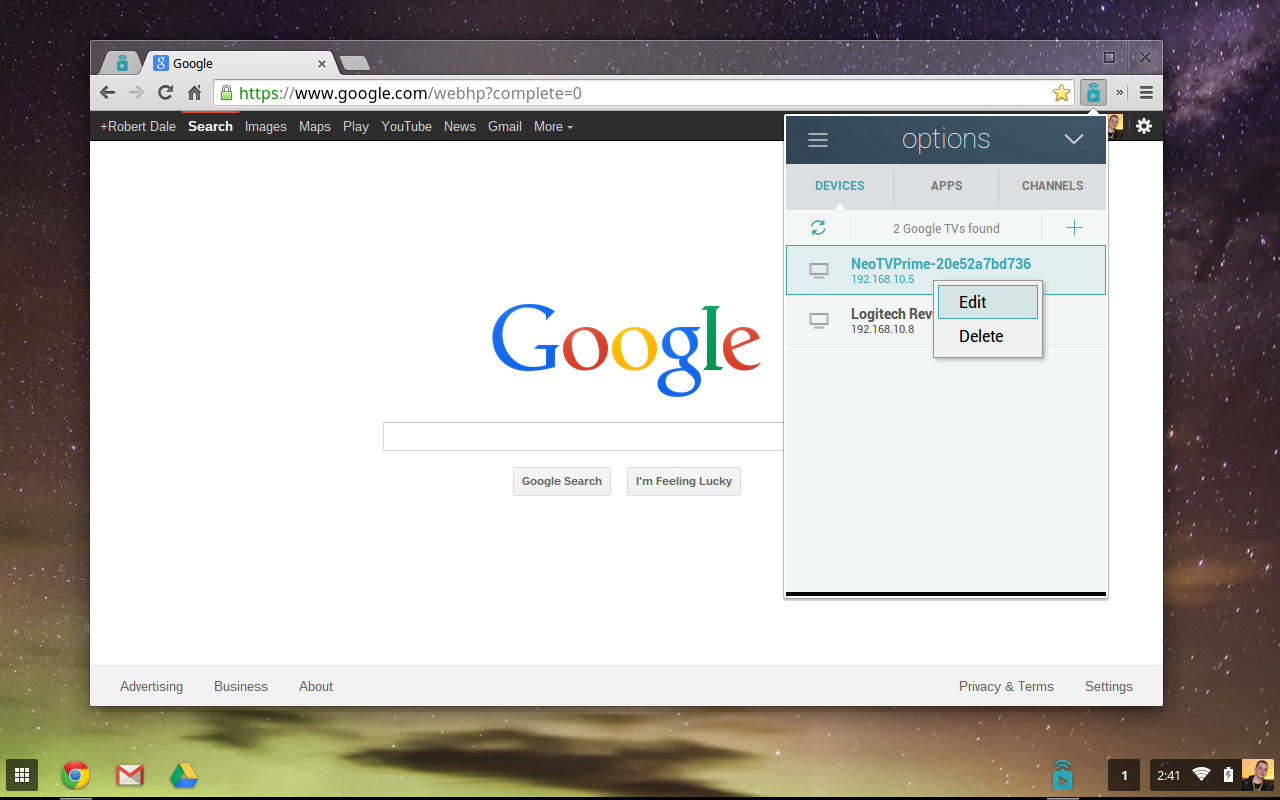 Google
https://www.google.com/webhp?complete=0
+Robert Dale Search Images Maps Play YouTube News Gmail More
options
DEVICES APPS CHANNELS
2 Google TVs found
NeoTVPrime-20e52a7bd736
192.168.10.5
Edit
Logitech Rev
192.168.10.8
Delete
Google
Google Search I'm Feeling Lucky
Advertising Business About Privacy & Terms Settings
1 2:41